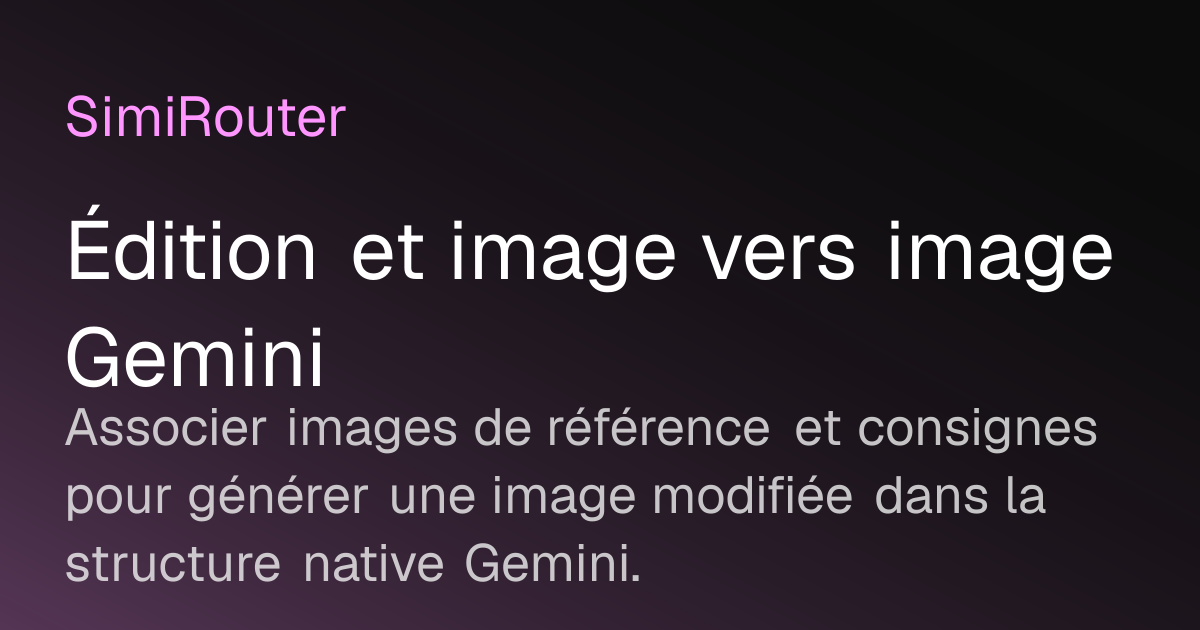 SimiRouter
Édition et image vers image
Gemini
Associer images de référence et consignes
pour générer une image modifiée dans la
structure native Gemini.